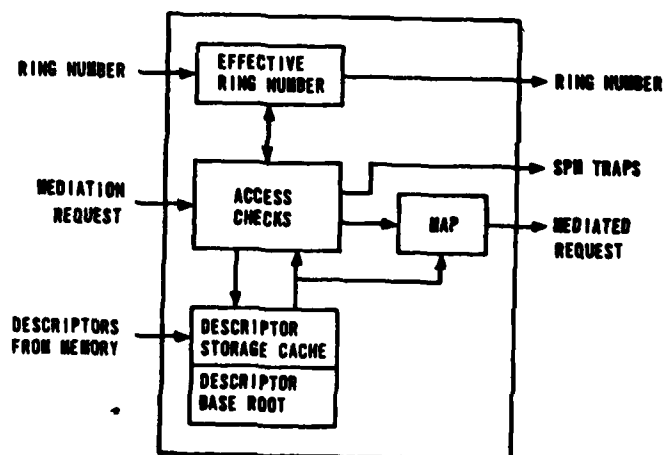 EFFECTIVE
RING NUMBER
RING NUMBER
RING NUMBER
SPM TRAPS
MEDIATION
REQUEST
ACCESS
CHECKS
MAP
MEDIATED
REQUEST
DESCRIPTORS
FROM MEMORY
DESCRIPTOR
STORAGE CACHE
DESCRIPTOR
BASE ROOT